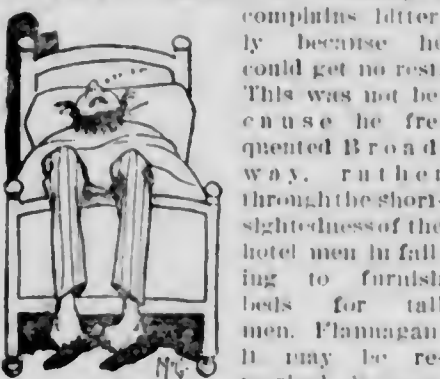 complains bitter-
ly because he
could get no rest
This was not be
cause he fre
quented Broad
way, rather
through the short-
sightedness of the
hotel men in fail
ing to furnish
beds for tall
men. Flannagan
it may be re